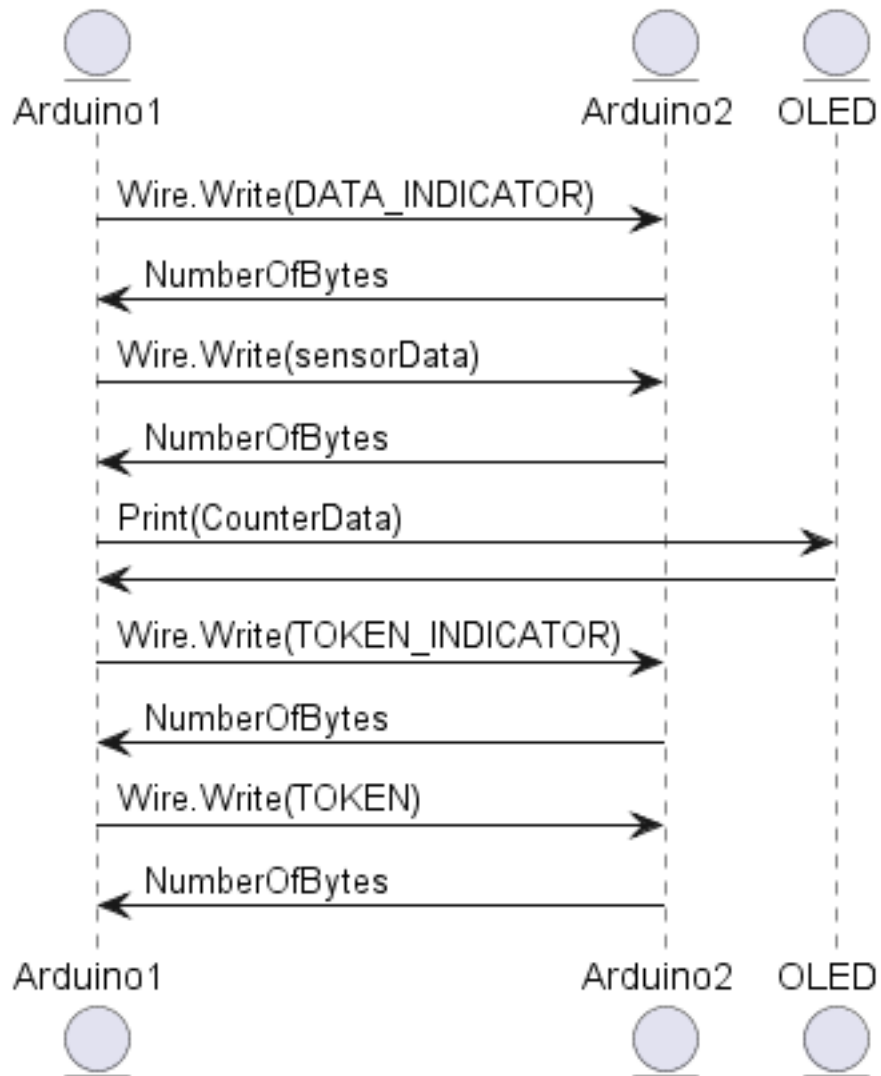 Arduino1 Arduino2 OLED
Wire.Write(DATA_INDICATOR)
NumberOfBytes
Wire.Write(sensorData)
NumberOfBytes
Print(CounterData)
Wire.Write(TOKEN_INDICATOR)
NumberOfBytes
Wire.Write(TOKEN)
NumberOfBytes
Arduino1 Arduino2 OLED